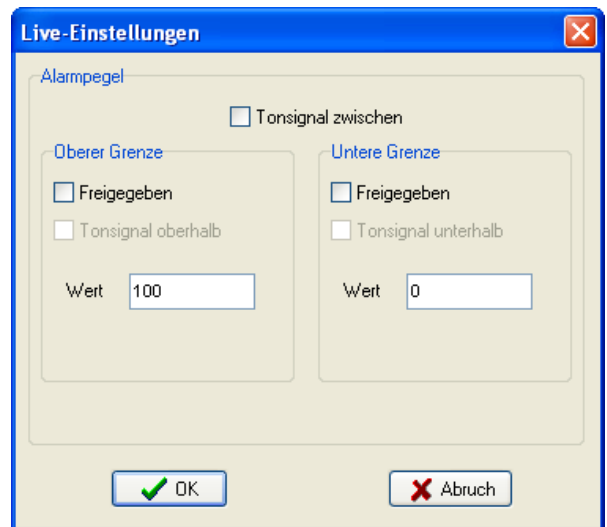 Live-Einstellungen
Alarmpegel
Tonsignal zwischen
Oberer Grenze
Freigegeben
Tonsignal oberhalb
Wert 100
Untere Grenze
Freigegeben
Tonsignal unterhalb
Wert 0
OK
Abruch